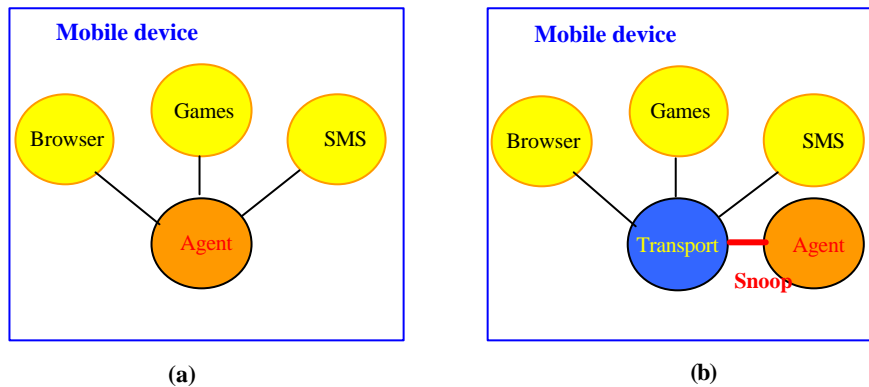 Mobile device
Games
Browser
SMS
Agent
(a)
Mobile device
Games
Browser
SMS
Transport
Agent
Snoop
(b)